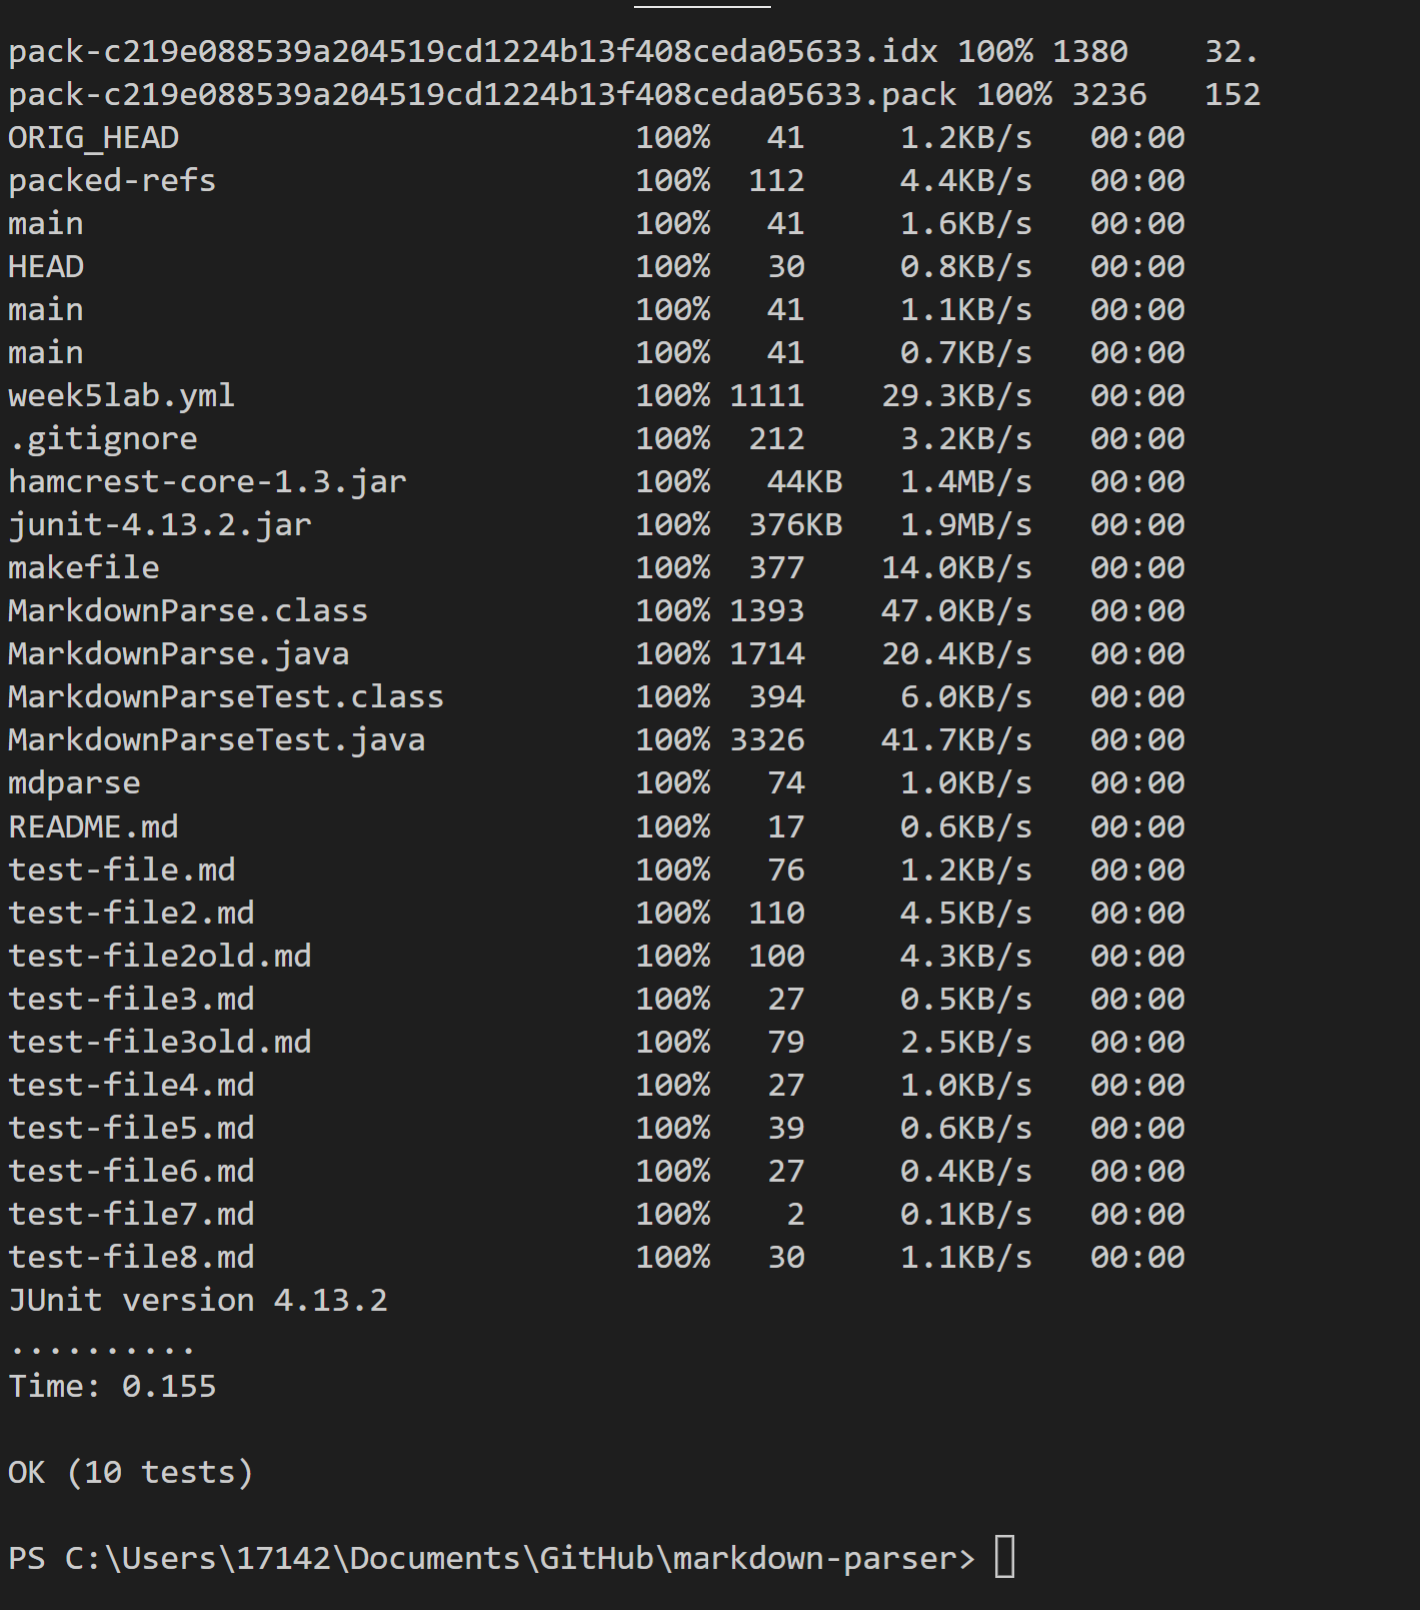 pack-c219e088539a204519cd1224b13f408ceda05633.idx 100% 1380    32.
pack-c219e088539a204519cd1224b13f408ceda05633.pack 100% 3236   152
ORIG_HEAD                        100%   41     1.2KB/s   00:00
packed-refs                      100%  112     4.4KB/s   00:00
main                             100%   41     1.6KB/s   00:00
HEAD                             100%   30     0.8KB/s   00:00
main                             100%   41     1.1KB/s   00:00
main                             100%   41     0.7KB/s   00:00
week5lab.yml                     100% 1111    29.3KB/s   00:00
.gitignore                       100%  212     3.2KB/s   00:00
hamcrest-core-1.3.jar            100%   44KB   1.4MB/s   00:00
junit-4.13.2.jar                 100%  376KB   1.9MB/s   00:00
makefile                         100%  377    14.0KB/s   00:00
MarkdownParse.class              100% 1393    47.0KB/s   00:00
MarkdownParse.java               100% 1714    20.4KB/s   00:00
MarkdownParseTest.class          100%  394     6.0KB/s   00:00
MarkdownParseTest.java           100% 3326    41.7KB/s   00:00
mdparse                          100%   74     1.0KB/s   00:00
README.md                        100%   17     0.6KB/s   00:00
test-file.md                     100%   76     1.2KB/s   00:00
test-file2.md                    100%  110     4.5KB/s   00:00
test-file2old.md                 100%  100     4.3KB/s   00:00
test-file3.md                    100%   27     0.5KB/s   00:00
test-file3old.md                 100%   79     2.5KB/s   00:00
test-file4.md                    100%   27     1.0KB/s   00:00
test-file5.md                    100%   39     0.6KB/s   00:00
test-file6.md                    100%   27     0.4KB/s   00:00
test-file7.md                    100%    2     0.1KB/s   00:00
test-file8.md                    100%   30     1.1KB/s   00:00
JUnit version 4.13.2
..........
Time: 0.155
OK (10 tests)
PS C:\Users\17142\Documents\GitHub\markdown-parser>